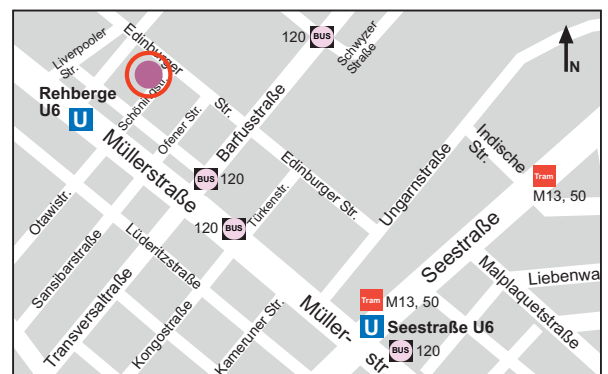 Liverpooler
Str.
Edinburger
Str.
120 BUS
Schwyzer
Straße
N
Rehberge
U6
U
Schöningstr.
Ofener Str.
Barfusstraße
Müllerstraße
BUS 120
Edinburger Str.
Ungarnstraße
Indische
Str.
Tram
M13, 50
Otawistr.
Türkenstr.
120 BUS
Lüderitzstraße
Sansibarstraße
Transversaltraße
Kongostraße
Kameruner Str.
Müller-
str
Seestraße
Malplaquetstraße
Liebenwa
Tram M13, 50
U Seestraße U6
BUS 120